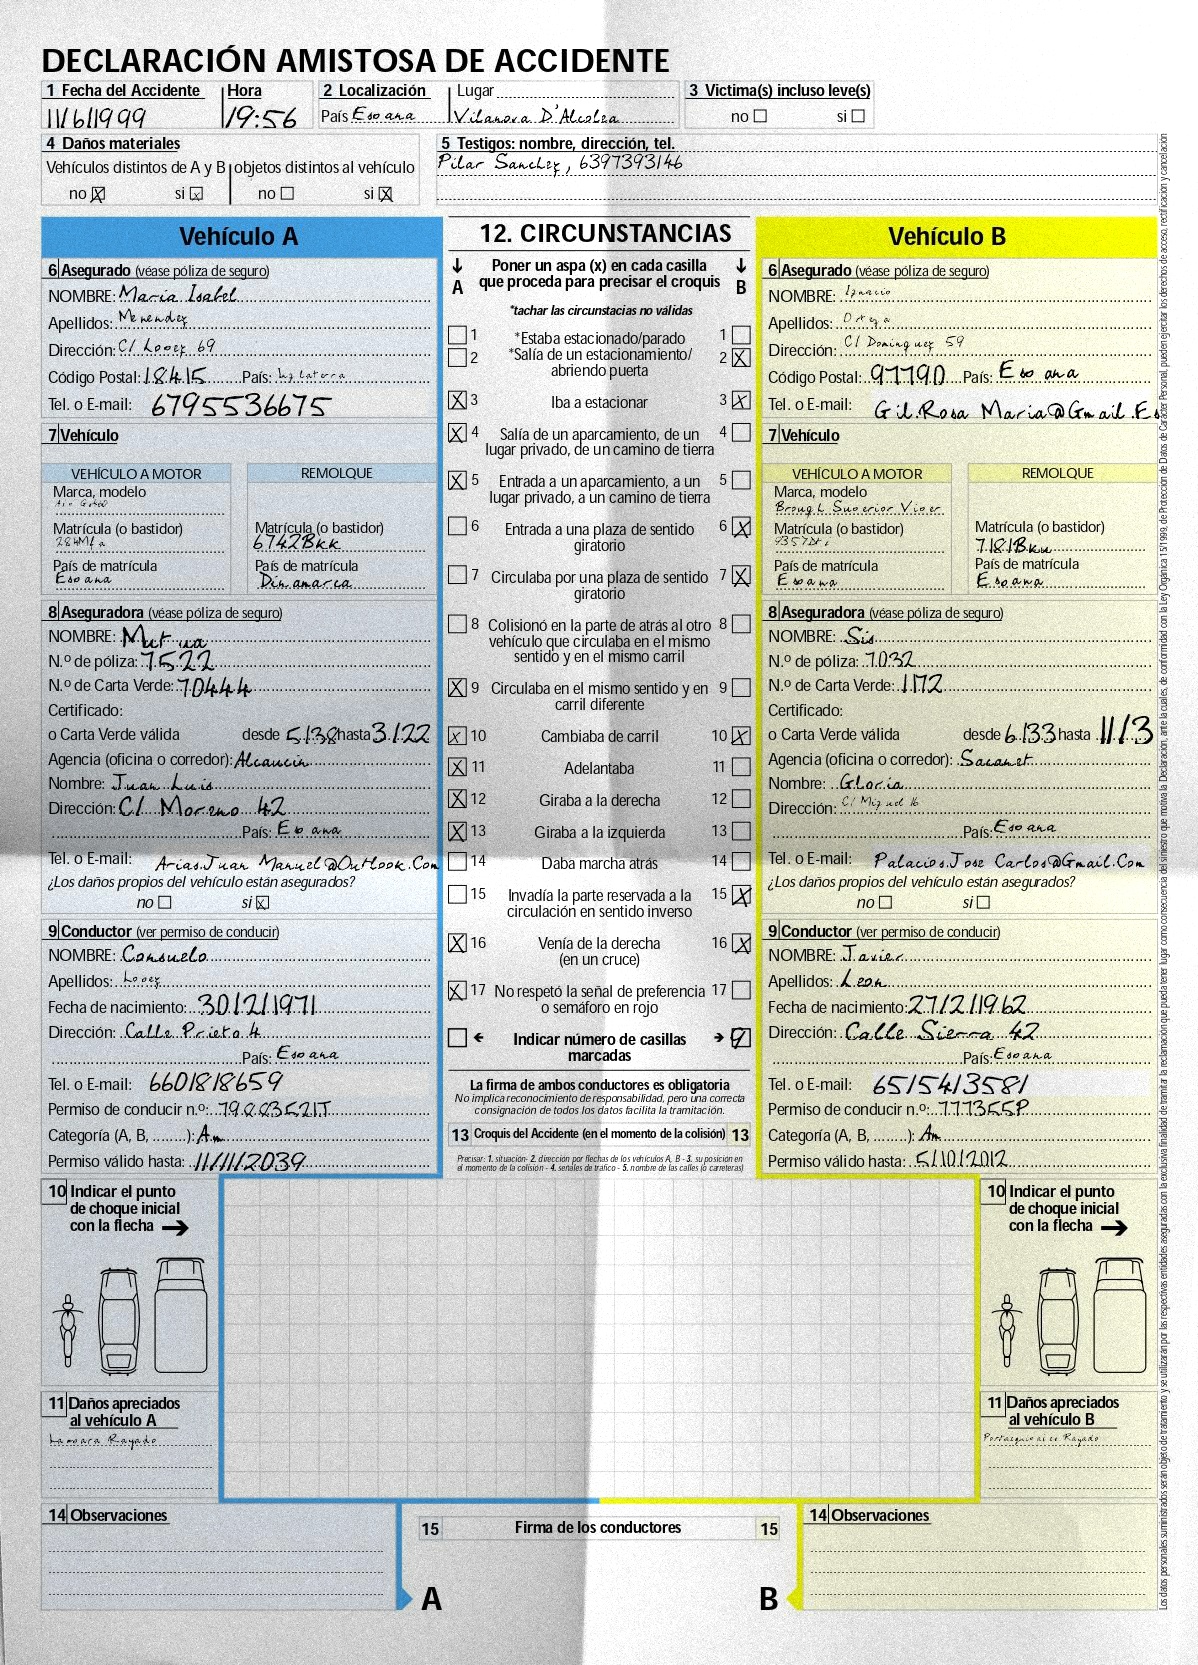 DECLARACIÓN AMISTOSA DE ACCIDENTE
1 Fecha del Accidente Hora 2 Localización Lugar 3 Victima(s) incluso leve(s)
11/6/1999 19:56 País Espana Vilanova D'Alcolea no si
4 Daños materiales
Vehículos distintos de A y B objetos distintos al vehículo
no X si X no si X
5 Testigos: nombre, dirección, tel.
Pilar Sanchez, 6397393146
Vehículo A
6 Asegurado (véase póliza de seguro)
NOMBRE: Maria Isabel
Apellidos: Menendez
Dirección: C/ Lopez 69
Código Postal: 18415 País: Inglaterra
Tel. o E-mail: 6795536675
7 Vehículo
VEHÍCULO A MOTOR REMOLQUE
Marca, modelo
Matrícula (o bastidor) Matrícula (o bastidor)
6742Bkk
País de matrícula País de matrícula
Espana Dinamarca
8 Aseguradora (véase póliza de seguro)
NOMBRE: Mutua
N.º de póliza: 7522
N.º de Carta Verde: 70444
Certificado:
o Carta Verde válida desde 5/38 hasta 3/22
Agencia (oficina o corredor): Alcaucin
Nombre: Juan Luis
Dirección: C/ Moreno 42
País: Espana
Tel. o E-mail: Arias.Juan Manuel@Outlook.Com
¿Los daños propios del vehículo están asegurados?
no si X
9 Conductor (ver permiso de conducir)
NOMBRE: Consuelo
Apellidos: Lopez
Fecha de nacimiento: 30/2/1971
Dirección: Calle Prieto 4
País: Espana
Tel. o E-mail: 6601818659
Permiso de conducir n.º: 79883521T
Categoría (A, B, ........): Am
Permiso válido hasta: 11/11/2039
10 Indicar el punto
de choque inicial
con la flecha
11 Daños apreciados
al vehículo A
Lampara Rayado
14 Observaciones
12. CIRCUNSTANCIAS
A Poner un aspa (x) en cada casilla B
que proceda para precisar el croquis
*tachar las circunstacias no válidas
1 *Estaba estacionado/parado 1
2 *Salía de un estacionamiento/ 2 X
abriendo puerta
X 3 Iba a estacionar 3 X
X 4 Salía de un aparcamiento, de un 4
lugar privado, de un camino de tierra
X 5 Entrada a un aparcamiento, a un 5
lugar privado, a un camino de tierra
6 Entrada a una plaza de sentido 6 X
giratorio
7 Circulaba por una plaza de sentido 7 X
giratorio
8 Colisionó en la parte de atrás al otro 8
vehículo que circulaba en el mismo
sentido y en el mismo carril
X 9 Circulaba en el mismo sentido y en 9
carril diferente
X 10 Cambiaba de carril 10 X
X 11 Adelantaba 11
X 12 Giraba a la derecha 12
X 13 Giraba a la izquierda 13
14 Daba marcha atrás 14
15 Invadía la parte reservada a la 15 X
circulación en sentido inverso
X 16 Venía de la derecha 16 X
(en un cruce)
X 17 No respetó la señal de preferencia 17
o semáforo en rojo
Indicar número de casillas 9
marcadas
La firma de ambos conductores es obligatoria
No implica reconocimiento de responsabilidad, pero una correcta
consignación de todos los datos facilita la tramitación.
13 Croquis del Accidente (en el momento de la colisión) 13
Precisar: 1. situación- 2. dirección por flechas de los vehículos A, B - 3. su posición en
el momento de la colisión - 4. señales de tráfico - 5. nombre de las calles (o carreteras)
15 Firma de los conductores 15
A B
Vehículo B
6 Asegurado (véase póliza de seguro)
NOMBRE: Ignacio
Apellidos: Ortega
Dirección: C/ Dominguez 59
Código Postal: 97790 País: Espana
Tel. o E-mail: Gil.Rosa Maria@Gmail.Es
7 Vehículo
VEHÍCULO A MOTOR REMOLQUE
Marca, modelo
Brough Superior Viper
Matrícula (o bastidor) Matrícula (o bastidor)
7181Bku
País de matrícula País de matrícula
Espana Espana
8 Aseguradora (véase póliza de seguro)
NOMBRE: Sis
N.º de póliza: 7032
N.º de Carta Verde: 1172
Certificado:
o Carta Verde válida desde 6/33 hasta 11/3
Agencia (oficina o corredor): Sacanet
Nombre: Gloria
Dirección: C/ Miguel 16
País: Espana
Tel. o E-mail: Palacios.Jose Carlos@Gmail.Com
¿Los daños propios del vehículo están asegurados?
no si
9 Conductor (ver permiso de conducir)
NOMBRE: Javier
Apellidos: Leon
Fecha de nacimiento: 27/2/1962
Dirección: Calle Sierra 42
País: Espana
Tel. o E-mail: 6515413581
Permiso de conducir n.º: 777355P
Categoría (A, B, ........): Am
Permiso válido hasta: 5/10/2012
10 Indicar el punto
de choque inicial
con la flecha
11 Daños apreciados
al vehículo B
Portaequipajes Rayado
14 Observaciones
Los datos personales suministrados serán objeto de tratamiento y se utilizarán por las respectivas entidades aseguradas con la exclusiva finalidad de tramitar la reclamación que pueda tener lugar como consecuencia del siniestro que motiva la Declaración, ante la cuales, de conformidad con la Ley Orgánica 15/1999, de Protección de Datos de Carácter Personal, pueden ejercitar los derechos de acceso, rectificación y cancelación